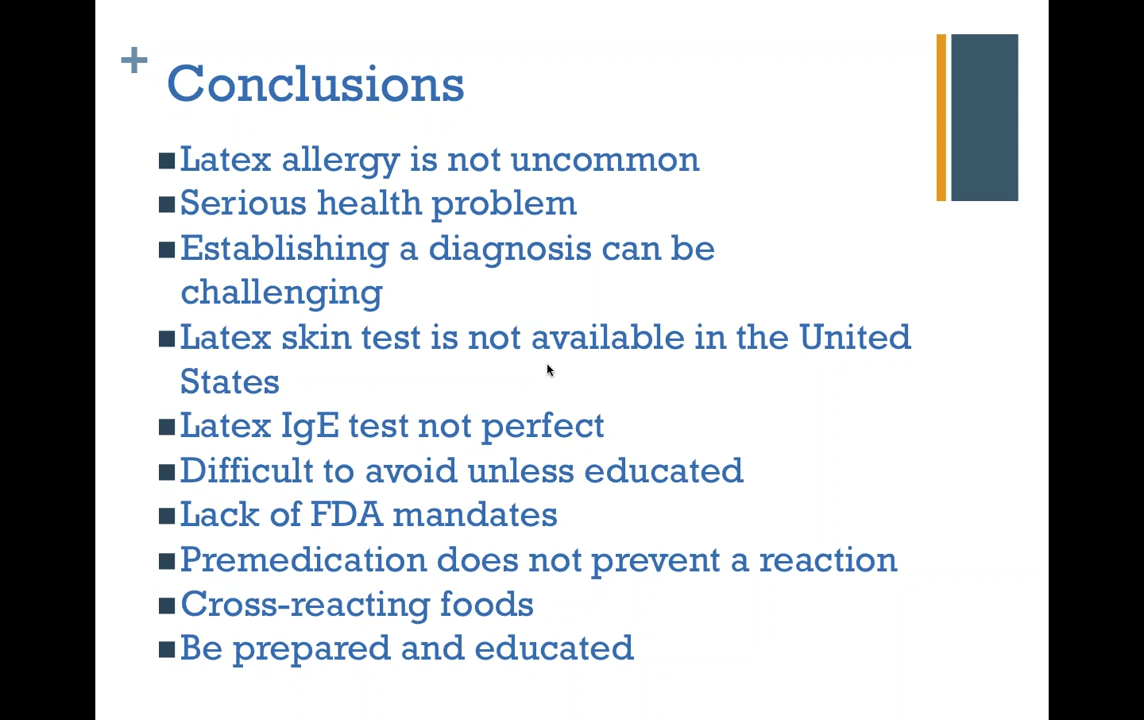 +
Conclusions
■Latex allergy is not uncommon
■Serious health problem
■Establishing a diagnosis can be
challenging
■Latex skin test is not available in the United
States
■Latex IgE test not perfect
■Difficult to avoid unless educated
■Lack of FDA mandates
■Premedication does not prevent a reaction
■Cross-reacting foods
■Be prepared and educated